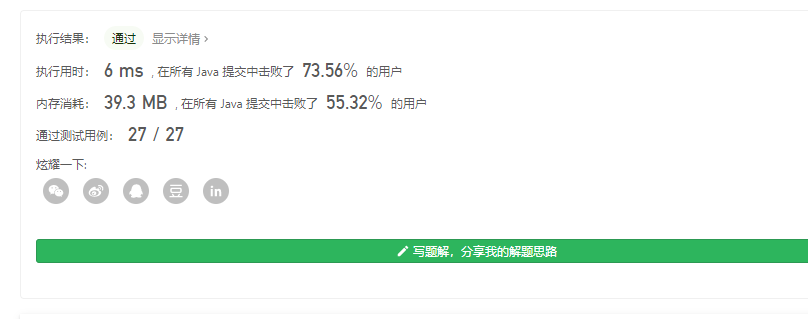 执行结果： 通过 显示详情 ›
执行用时： 6 ms , 在所有 Java 提交中击败了 73.56% 的用户
内存消耗： 39.3 MB , 在所有 Java 提交中击败了 55.32% 的用户
通过测试用例： 27 / 27
炫耀一下:
豆 in
写题解，分享我的解题思路